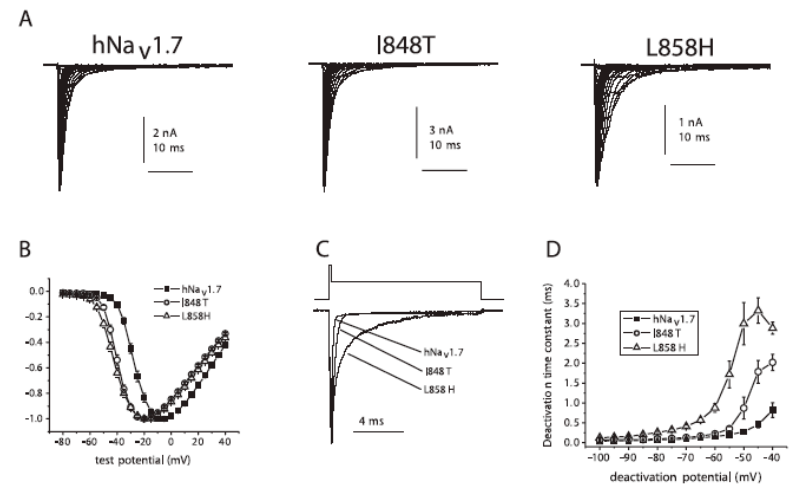 A
hNav1.7
I848T
L858H
2 nA
10 ms
3 nA
10 ms
1 nA
10 ms
B
hNav1.7
I848T
L858H
0.0
-0.2
-0.4
-0.6
-0.8
-1.0
-80 -60 -40 -20 0 20 40
test potential (mV)
C
hNav1.7
I848T
L858H
4 ms
D
Deactivation time constant (ms)
4.0
3.5
3.0
2.5
2.0
1.5
1.0
0.5
0.0
hNav1.7
I848T
L858H
-100 -90 -80 -70 -60 -50 -40
deactivation potential (mV)